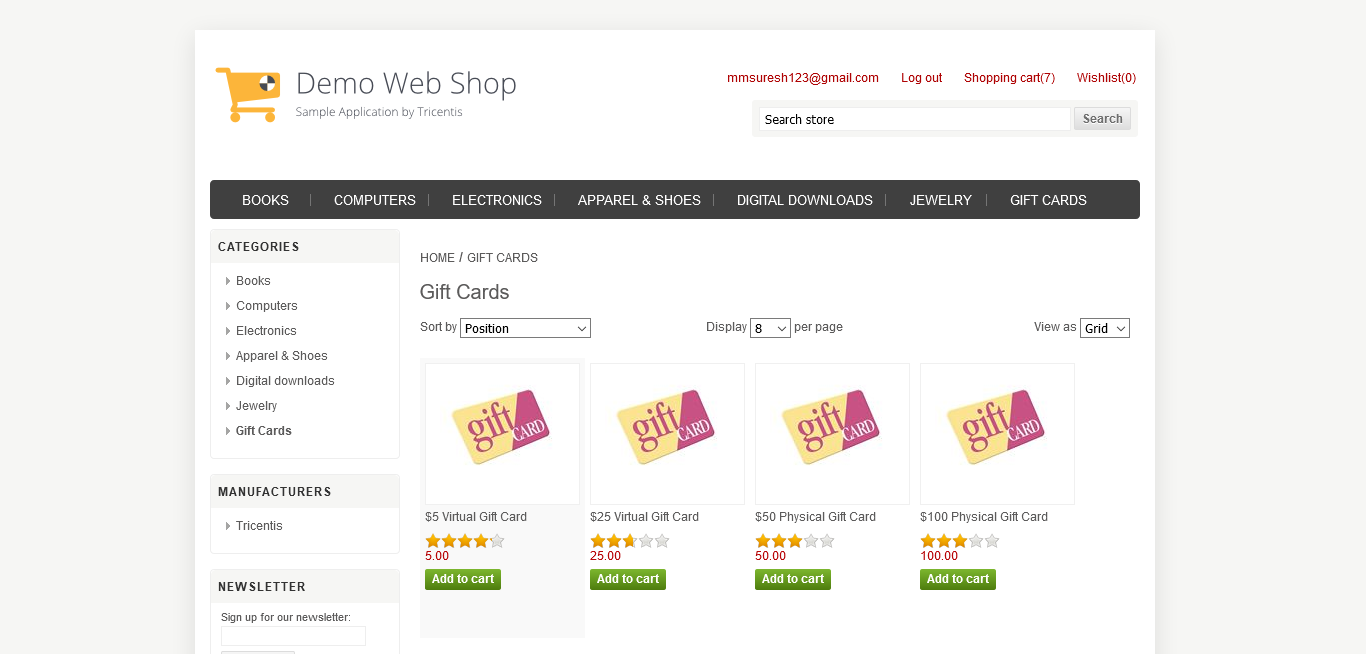 Demo Web Shop
Sample Application by Tricentis
mmsuresh123@gmail.com Log out Shopping cart(7) Wishlist(0)
Search store Search
BOOKS COMPUTERS ELECTRONICS APPAREL & SHOES DIGITAL DOWNLOADS JEWELRY GIFT CARDS
CATEGORIES
Books
Computers
Electronics
Apparel & Shoes
Digital downloads
Jewelry
Gift Cards
MANUFACTURERS
Tricentis
NEWSLETTER
Sign up for our newsletter:
HOME / GIFT CARDS
Gift Cards
Sort by Position Display 8 per page View as Grid
gift CARD gift CARD gift CARD gift CARD
$5 Virtual Gift Card $25 Virtual Gift Card $50 Physical Gift Card $100 Physical Gift Card
5.00 25.00 50.00 100.00
Add to cart Add to cart Add to cart Add to cart